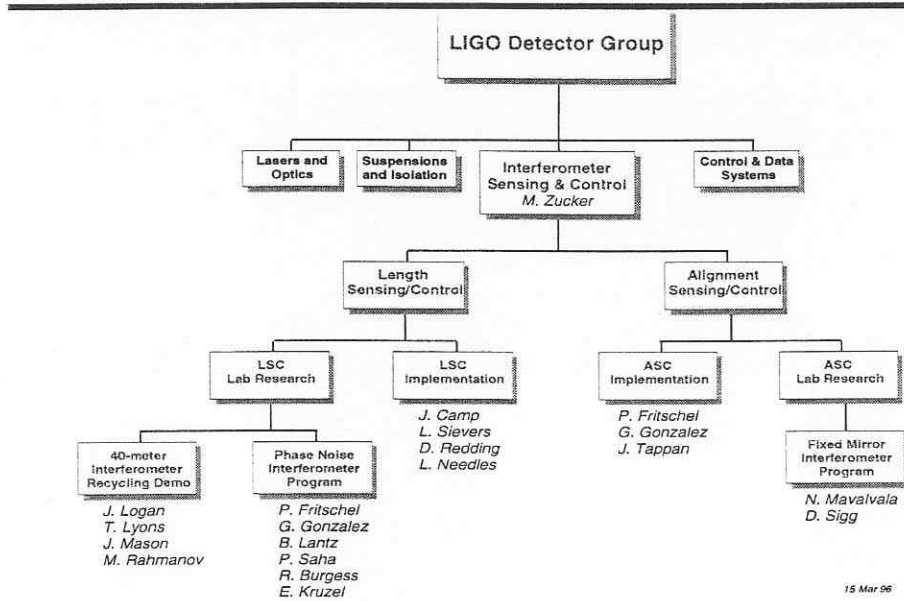 LIGO Detector Group
Lasers and
Optics
Suspensions
and Isolation
Interferometer
Sensing & Control
M. Zucker
Control & Data
Systems
Length
Sensing/Control
Alignment
Sensing/Control
LSC
Lab Research
LSC
Implementation
ASC
Implementation
ASC
Lab Research
J. Camp
L. Sievers
D. Redding
L. Needles
P. Fritschel
G. Gonzalez
J. Tappan
40-meter
Interferometer
Recycling Demo
Phase Noise
Interferometer
Program
Fixed Mirror
Interferometer
Program
J. Logan
T. Lyons
J. Mason
M. Rahmanov
P. Fritschel
G. Gonzalez
B. Lantz
P. Saha
R. Burgess
E. Kruzel
N. Mavalvala
D. Sigg
15 Mar 96